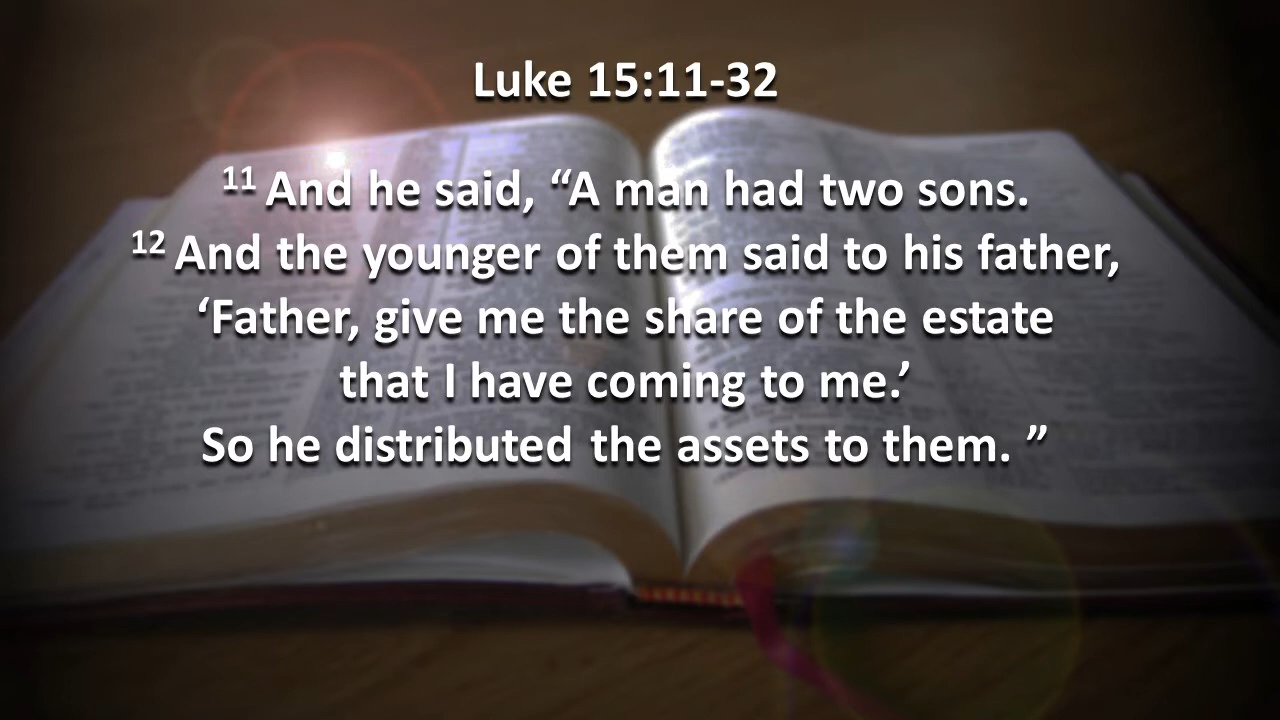 Luke 15:11-32
11 And he said, “A man had two sons.
12 And the younger of them said to his father,
‘Father, give me the share of the estate
that I have coming to me.’
So he distributed the assets to them. ”